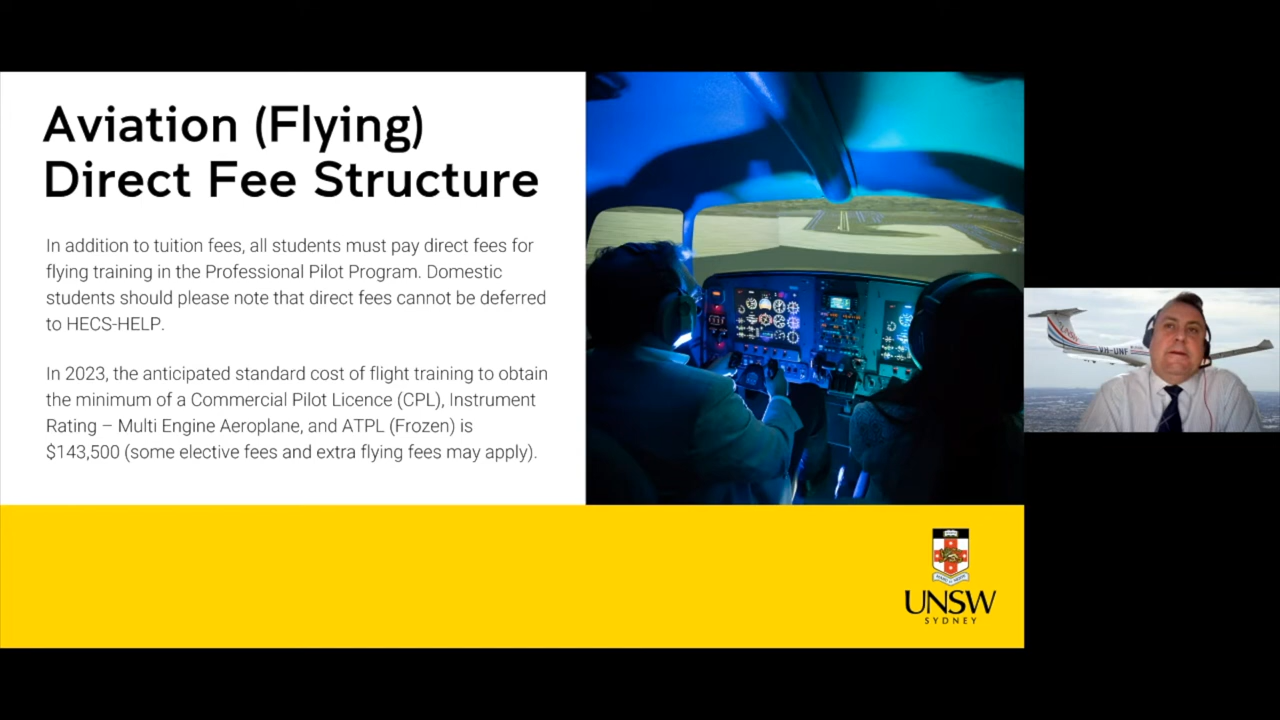 Aviation (Flying)
Direct Fee Structure
In addition to tuition fees, all students must pay direct fees for
flying training in the Professional Pilot Program. Domestic
students should please note that direct fees cannot be deferred
to HECS-HELP.
In 2023, the anticipated standard cost of flight training to obtain
the minimum of a Commercial Pilot Licence (CPL), Instrument
Rating – Multi Engine Aeroplane, and ATPL (Frozen) is
$143,500 (some elective fees and extra flying fees may apply).
VH-UNF
UNSW
SYDNEY